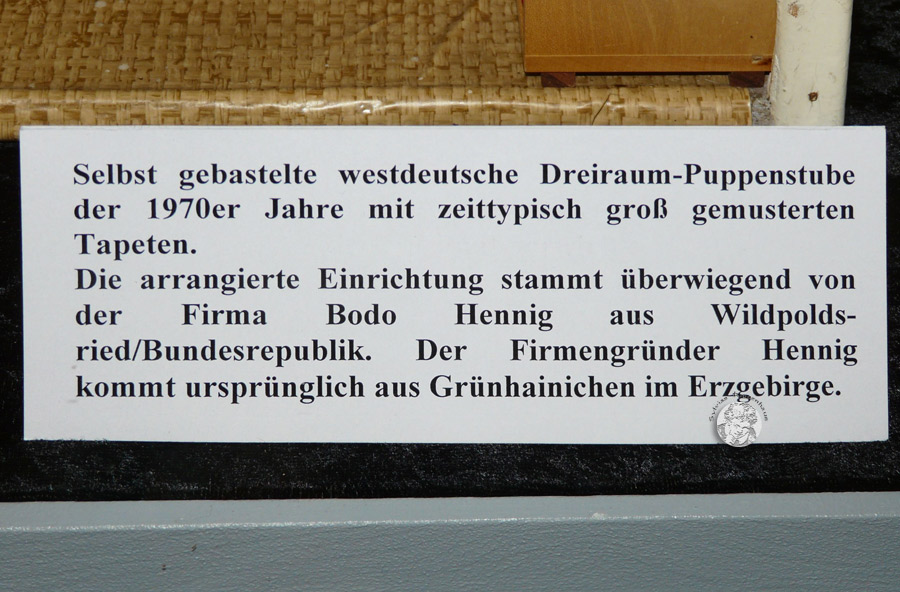 Selbst gebastelte westdeutsche Dreiraum-Puppenstube
der 1970er Jahre mit zeittypisch groß gemusterten
Tapeten.
Die arrangierte Einrichtung stammt überwiegend von
der Firma Bodo Hennig aus Wildpolds-
ried/Bundesrepublik. Der Firmengründer Hennig
kommt ursprünglich aus Grünhainichen im Erzgebirge.